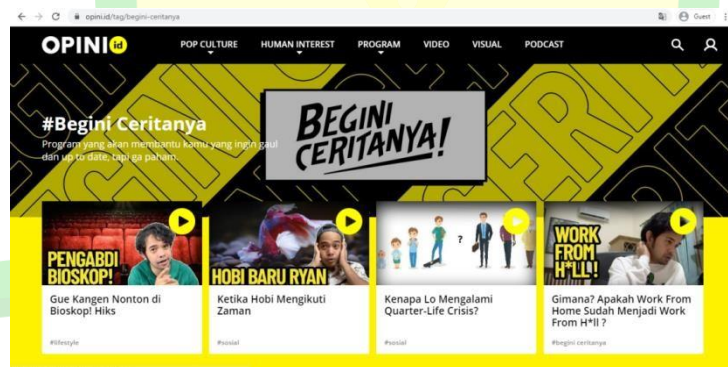 opini.id/tag/begini-ceritanya
Guest
OPINI id
POP CULTURE HUMAN INTEREST PROGRAM VIDEO VISUAL PODCAST
#Begini Ceritanya
Program yang akan membantu kamu yang ingin gaul
dan up to date, tapi ga paham.
BEGINI
CERITANYA!
PENGABDI
BIOSKOP!
HOBI BARU RYAN
?
WORK
FROM
H*LL!
Gue Kangen Nonton di
Bioskop! Hiks
#lifestyle
Ketika Hobi Mengikuti
Zaman
#sosial
Kenapa Lo Mengalami
Quarter-Life Crisis?
#sosial
Gimana? Apakah Work From
Home Sudah Menjadi Work
From H*ll ?
#begini ceritanya